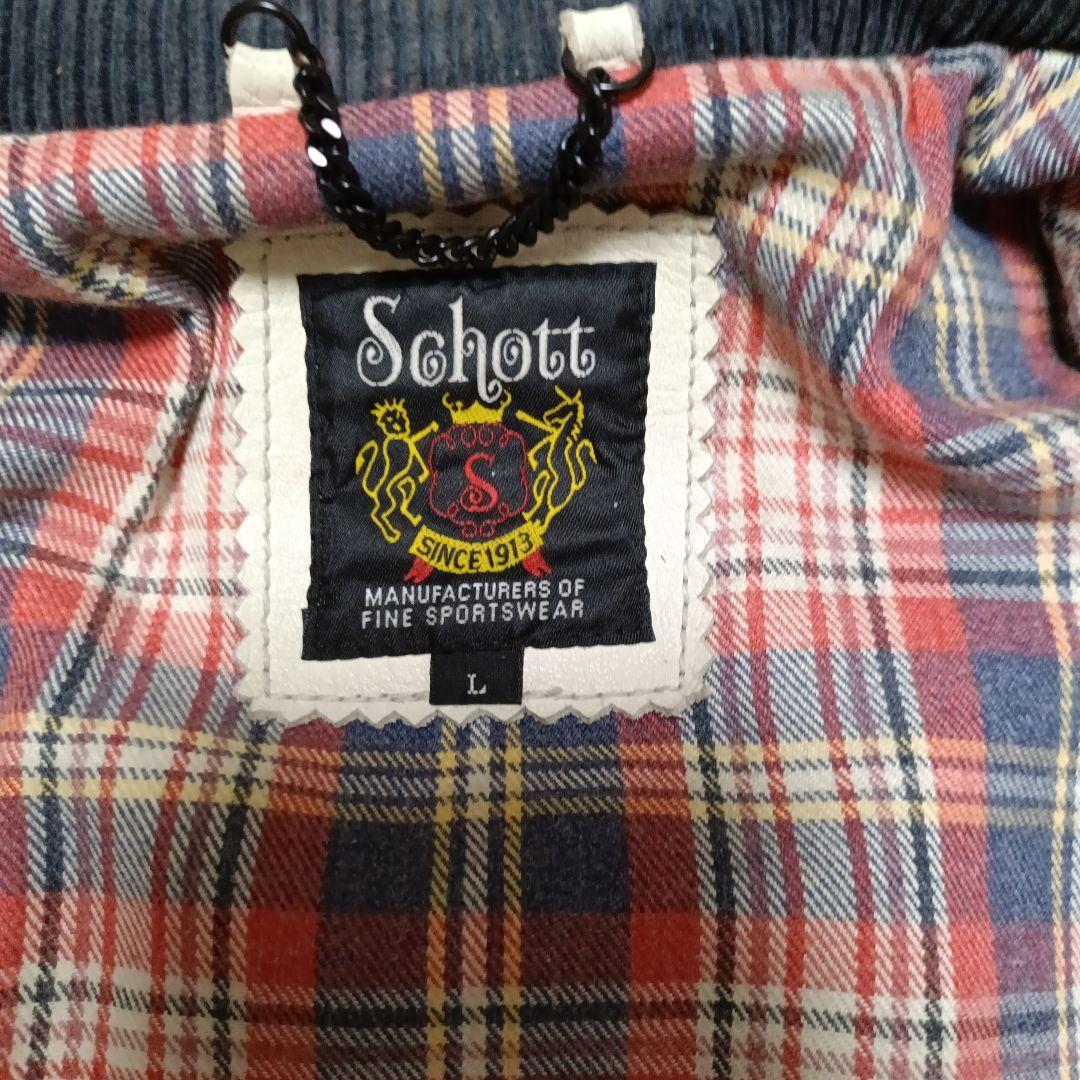 Schott
S
SINCE 1913
MANUFACTURERS OF
FINE SPORTSWEAR
L